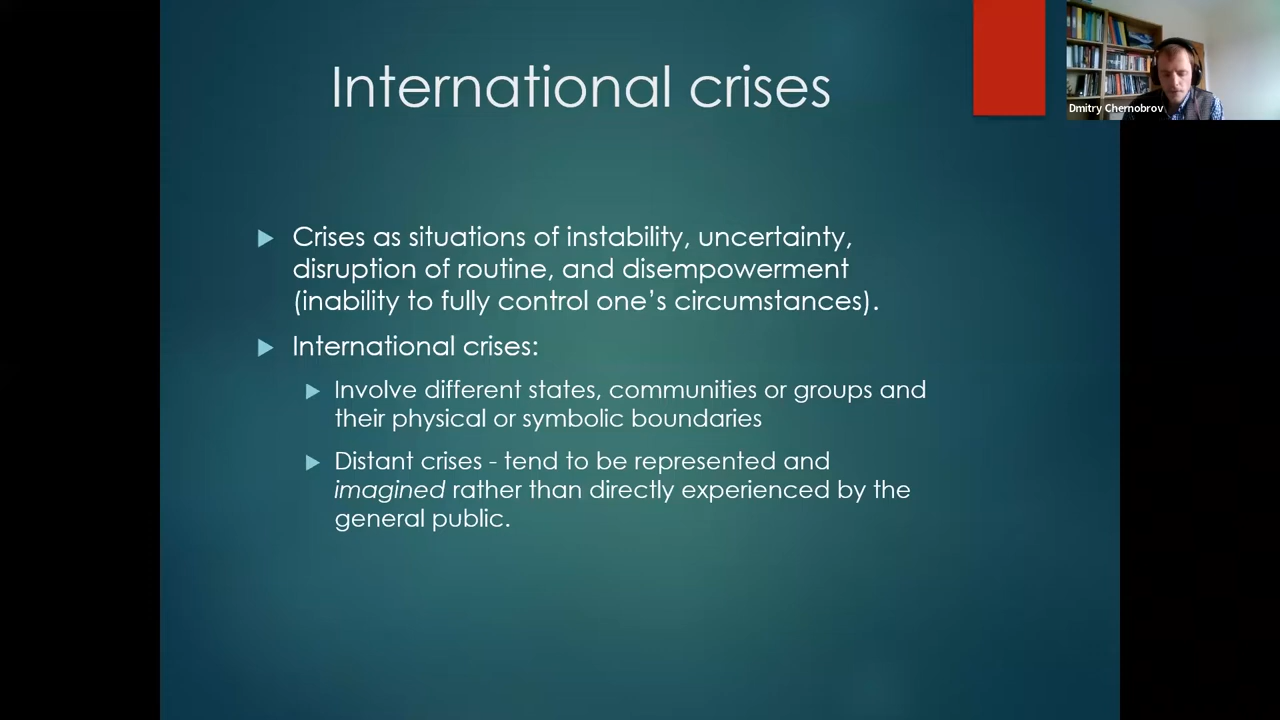 International crises
Dmitry Chernobrov
Crises as situations of instability, uncertainty,
disruption of routine, and disempowerment
(inability to fully control one’s circumstances).
International crises:
Involve different states, communities or groups and
their physical or symbolic boundaries
Distant crises - tend to be represented and
imagined rather than directly experienced by the
general public.